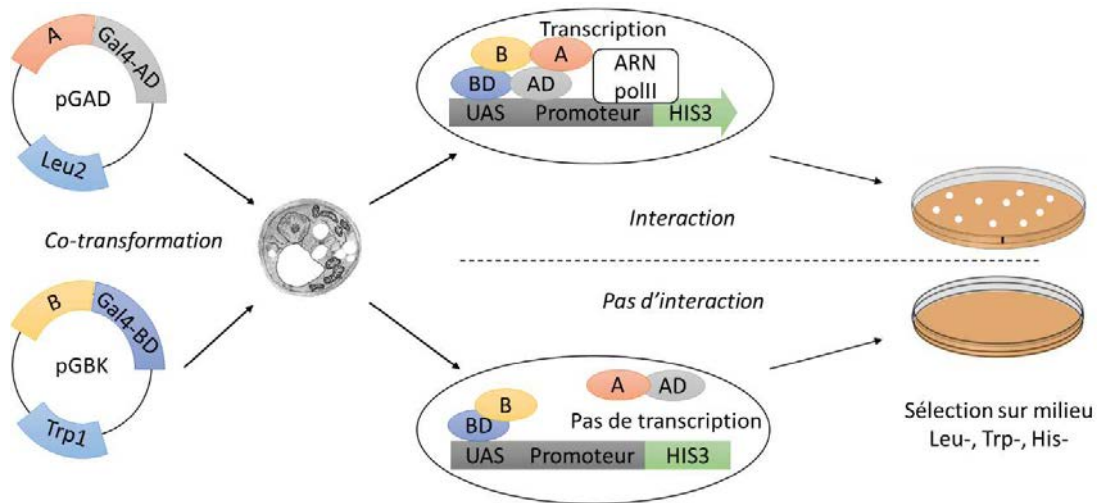 A
Gal4-AD
pGAD
Leu2
Co-transformation
B
Gal4-BD
pGBK
Trp1
Transcription
B
A
BD
AD
ARN
polII
UAS
Promoteur
HIS3
Interaction
Pas d'interaction
A
AD
B
BD
Pas de transcription
UAS
Promoteur
HIS3
Sélection sur milieu
Leu-, Trp-, His-